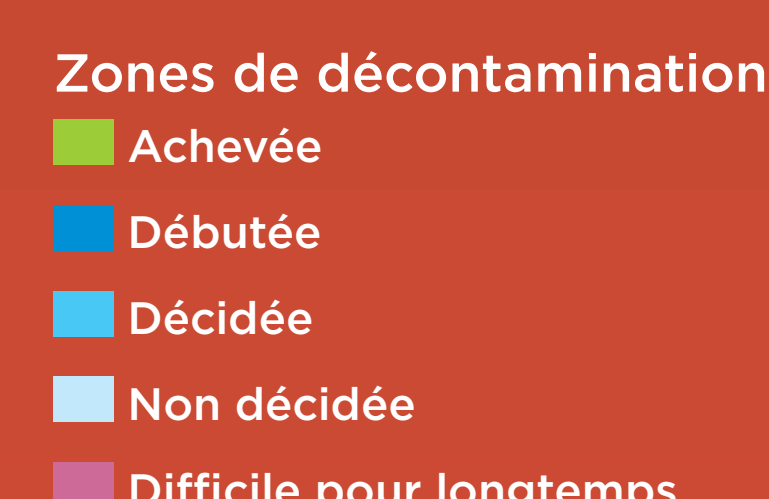 Zones de décontamination
Achevée
Débutée
Décidée
Non décidée
Difficile pour longtemps